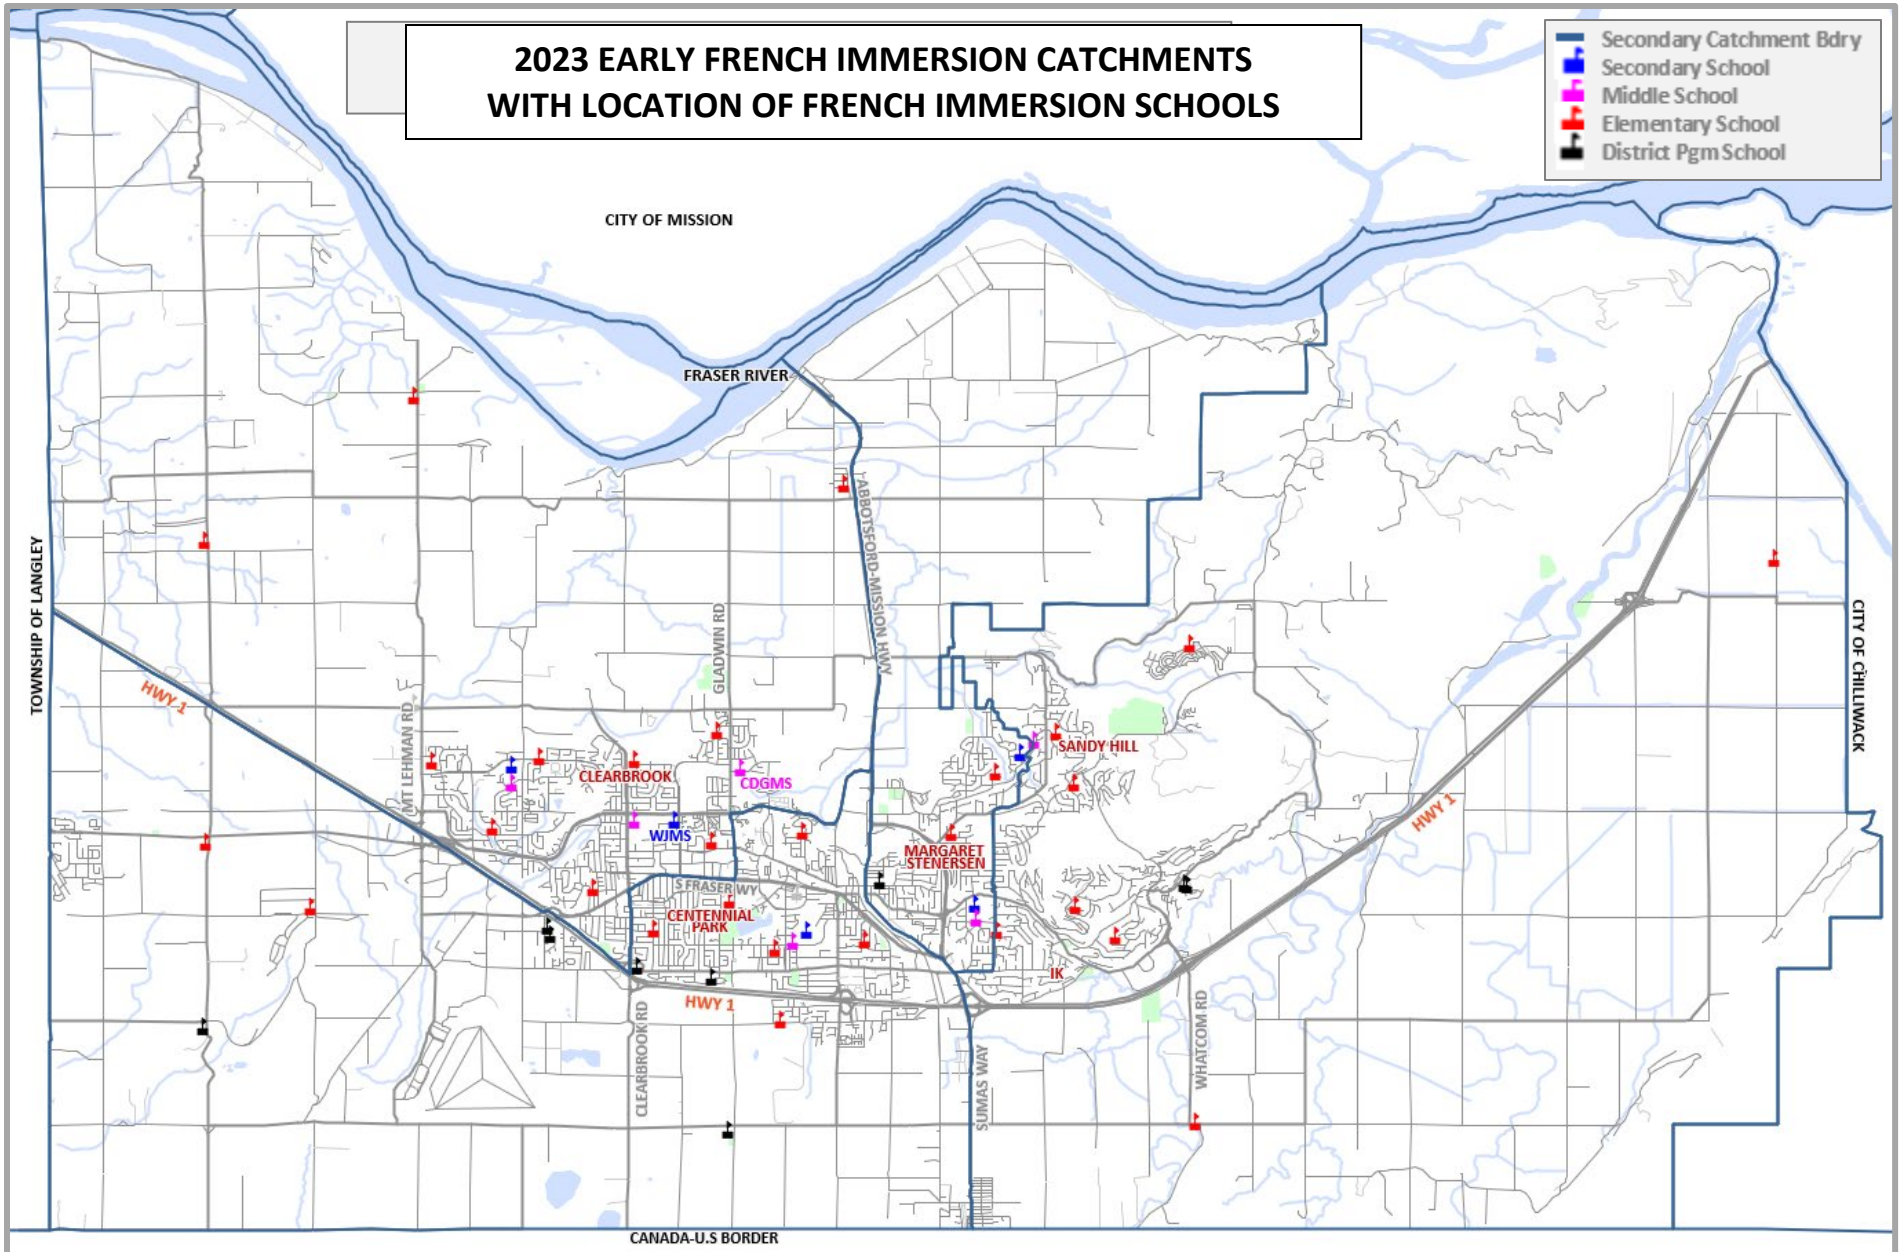 2023 EARLY FRENCH IMMERSION CATCHMENTS
WITH LOCATION OF FRENCH IMMERSION SCHOOLS
Secondary Catchment Bdry
Secondary School
Middle School
Elementary School
District Pgm School
CITY OF MISSION
FRASER RIVER
ABBOTSFORD-MISSION HWY
TOWNSHIP OF LANGLEY
CITY OF CHILLIWACK
HWY 1
MT LEHMAN RD
GLADWIN RD
SANDY HILL
CLEARBROOK
CDGMS
WJMS
HWY 1
MARGARET
STENERSEN
S FRASER WY
CENTENNIAL
PARK
IK
HWY 1
CLEARBROOK RD
SUMAS WAY
WHATCOM RD
CANADA-U.S BORDER